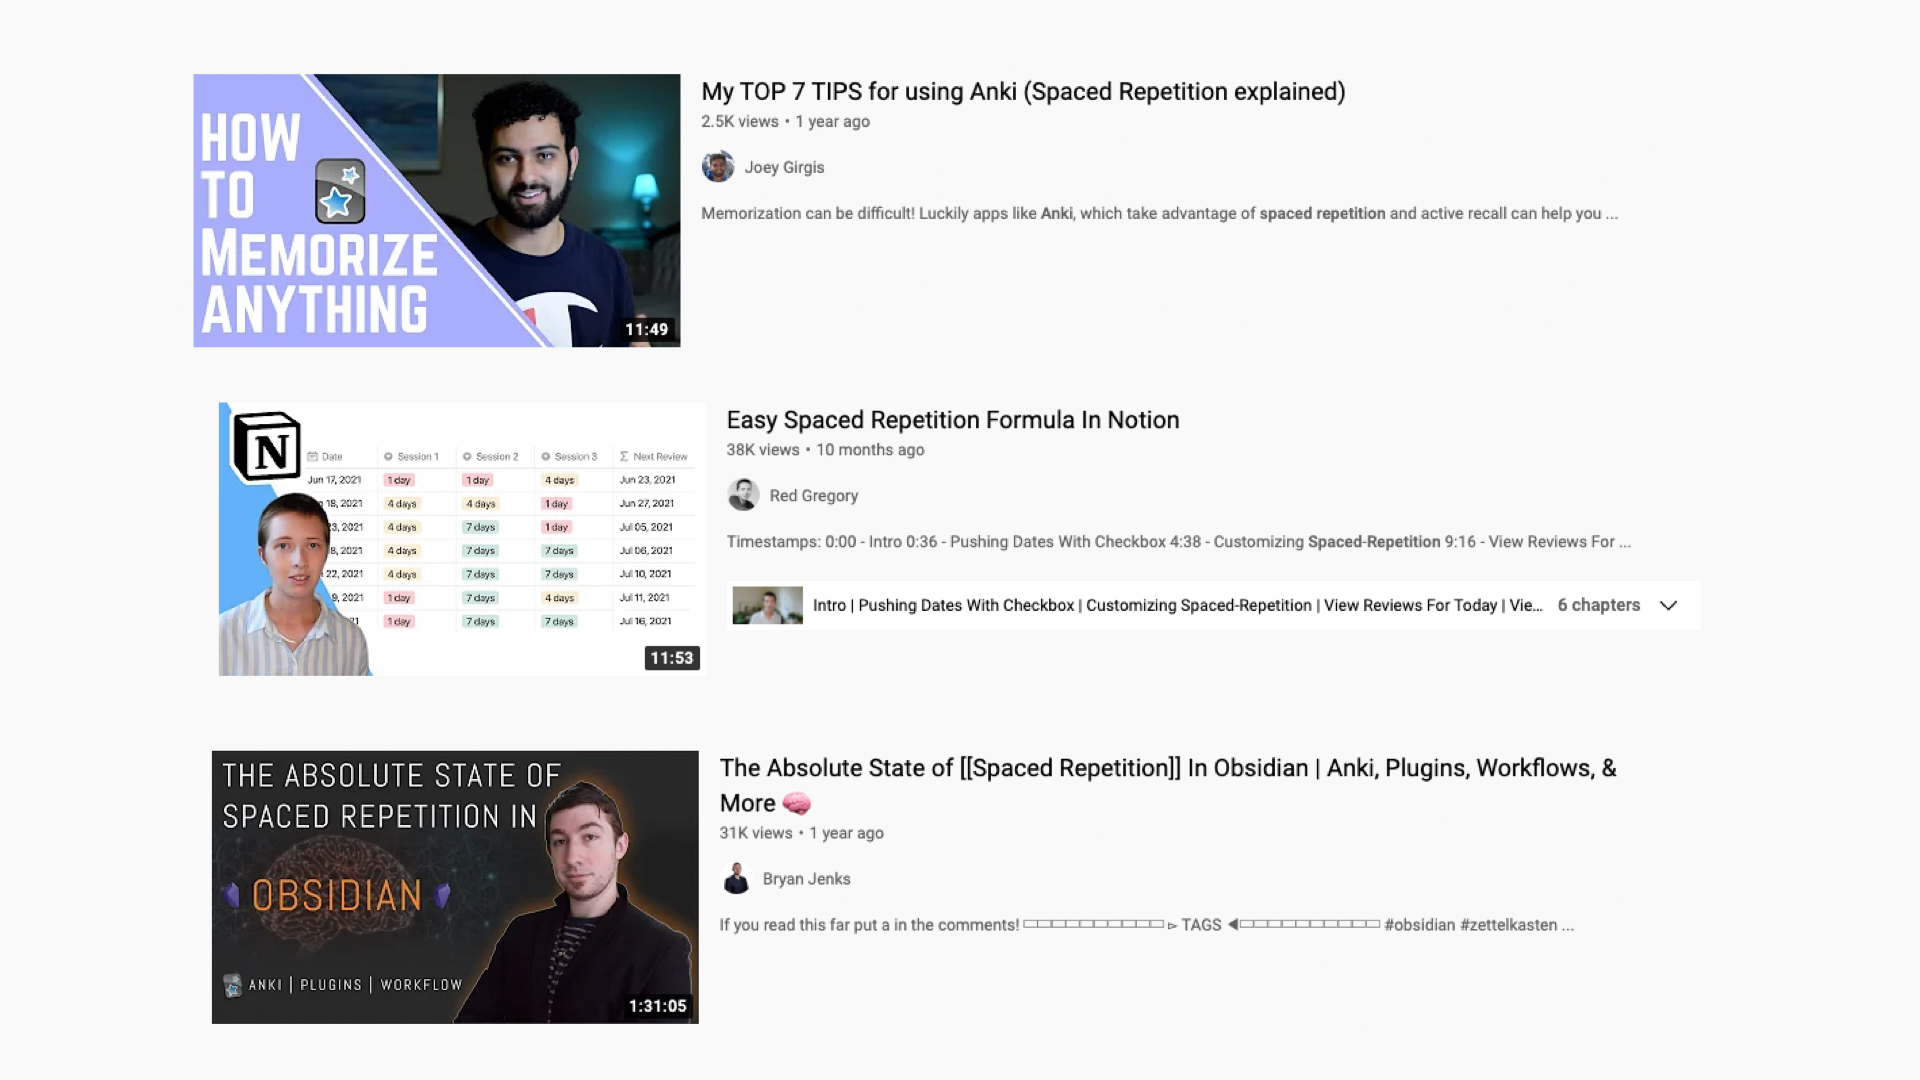 HOW
TO
MEMORIZE
ANYTHING
11:49
My TOP 7 TIPS for using Anki (Spaced Repetition explained)
2.5K views • 1 year ago
Joey Girgis
Memorization can be difficult! Luckily apps like Anki, which take advantage of spaced repetition and active recall can help you ...
N
Date Session 1 Session 2 Session 3 Σ Next Review
Jun 17, 2021 1 day 1 day 4 days Jun 23, 2021
18, 2021 4 days 4 days 1 day Jun 27, 2021
3, 2021 4 days 7 days 1 day Jul 05, 2021
8, 2021 4 days 7 days 7 days Jul 06, 2021
22, 2021 4 days 7 days 7 days Jul 10, 2021
9, 2021 1 day 7 days 4 days Jul 11, 2021
1 day 7 days 7 days Jul 16, 2021
11:53
Easy Spaced Repetition Formula In Notion
38K views • 10 months ago
Red Gregory
Timestamps: 0:00 - Intro 0:36 - Pushing Dates With Checkbox 4:38 - Customizing Spaced-Repetition 9:16 - View Reviews For ...
Intro | Pushing Dates With Checkbox | Customizing Spaced-Repetition | View Reviews For Today | Vie... 6 chapters
THE ABSOLUTE STATE OF
SPACED REPETITION IN
OBSIDIAN
ANKI | PLUGINS | WORKFLOW
1:31:05
The Absolute State of [[Spaced Repetition]] In Obsidian | Anki, Plugins, Workflows, &
More 🧠
31K views • 1 year ago
Bryan Jenks
If you read this far put a in the comments! ▭▭▭▭▭▭▭▭▭▭ ▻ TAGS ◀▭▭▭▭▭▭▭▭▭▭ #obsidian #zettelkasten ...